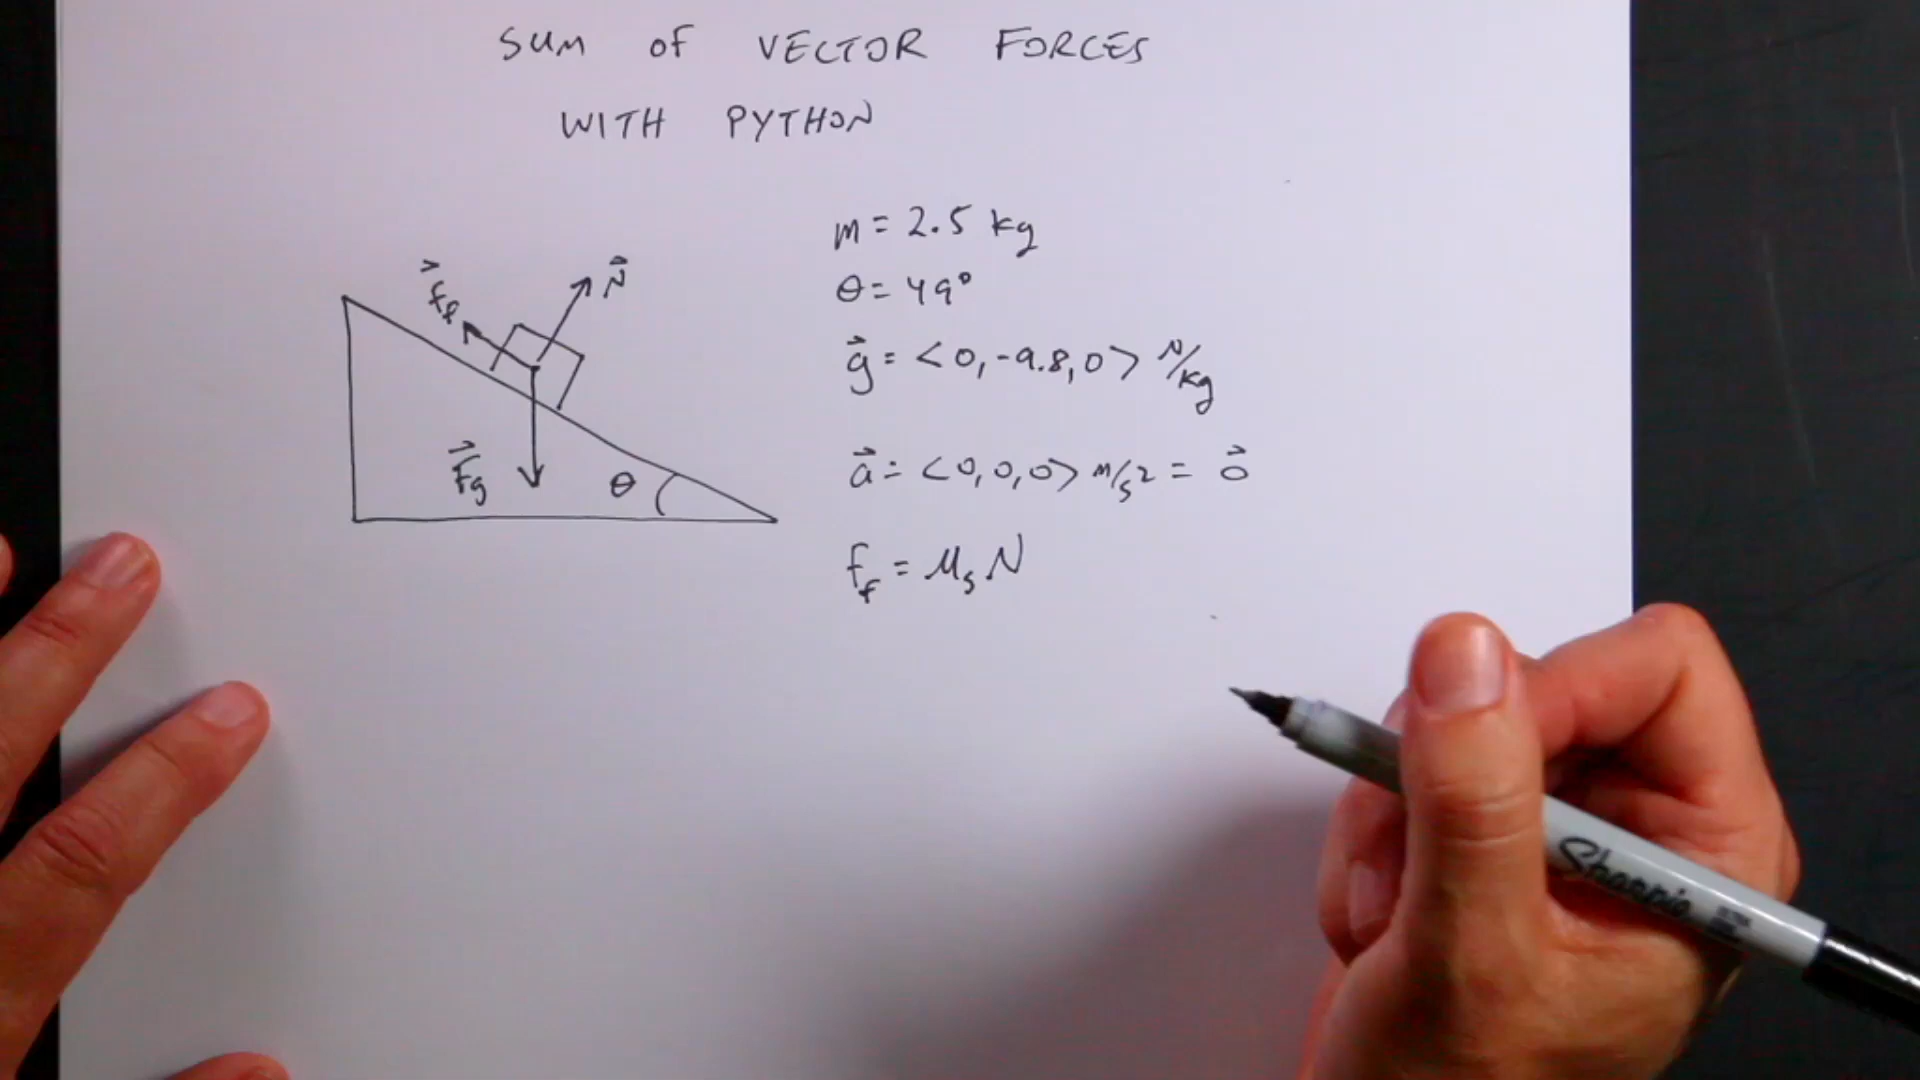 SUM OF VECTOR FORCES
WITH PYTHON
m = 2.5 kg
θ = 49°
g⃗ = <0, -9.8, 0> N/kg
a⃗ = <0, 0, 0> m/s2 = 0⃗
F_f = μ_s N
F⃗_f
N⃗
F⃗_g
θ
Sharpie